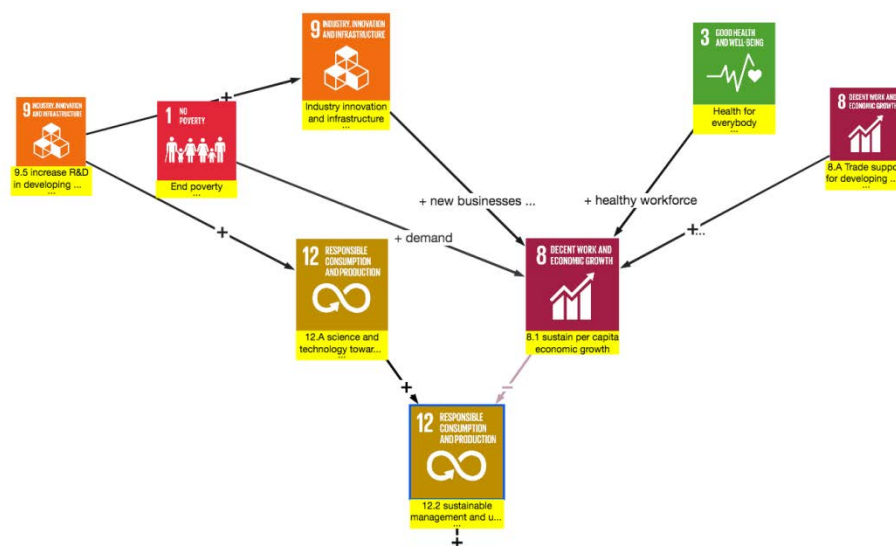 9 INDUSTRY, INNOVATION
AND INFRASTRUCTURE
Industry innovation
and infrastructure
...
3 GOOD HEALTH
AND WELL-BEING
Health for
everybody
...
9 INDUSTRY, INNOVATION
AND INFRASTRUCTURE
9.5 increase R&D
in developing ...
...
+
1 NO
POVERTY
End poverty
...
8 DECENT WORK AND
ECONOMIC GROWTH
8.A Trade suppo
for developing ...
...
+ new businesses ...
+ healthy workforce
+
+ demand
+...
12 RESPONSIBLE
CONSUMPTION
AND PRODUCTION
12.A science and
technology towar...
...
8 DECENT WORK AND
ECONOMIC GROWTH
8.1 sustain per capita
economic growth
+
−
12 RESPONSIBLE
CONSUMPTION
AND PRODUCTION
12.2 sustainable
management and u...
...
+